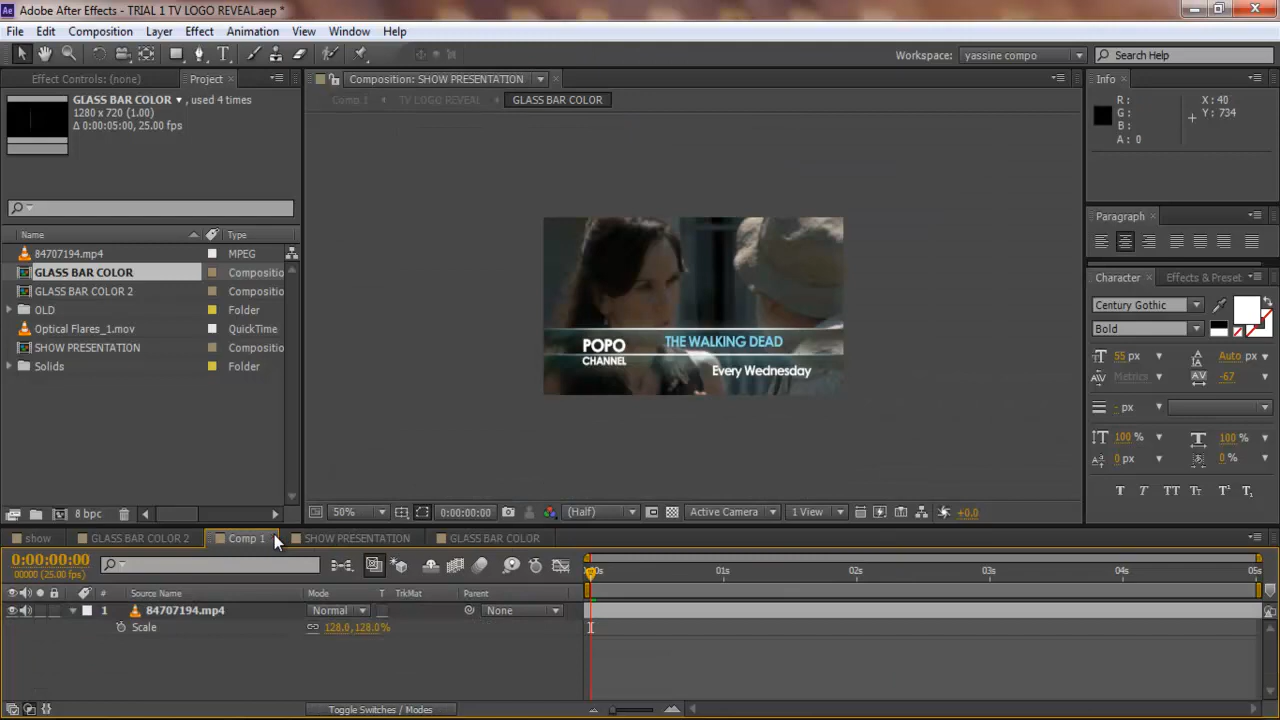 Adobe After Effects - TRIAL 1 TV LOGO REVEAL.aep *
File Edit Composition Layer Effect Animation View Window Help
Workspace: yassine compo Search Help
Effect Controls: (none) Project
GLASS BAR COLOR ▾ , used 4 times
1280 x 720 (1.00)
Δ 0:00:05:00, 25.00 fps
Name Type
84707194.mp4 MPEG
GLASS BAR COLOR Compositio
GLASS BAR COLOR 2 Compositio
OLD Folder
Optical Flares_1.mov QuickTime
SHOW PRESENTATION Compositio
Solids Folder
8 bpc
Composition: SHOW PRESENTATION
Comp 1 TV LOGO REVEAL GLASS BAR COLOR
POPO
CHANNEL
THE WALKING DEAD
Every Wednesday
50% 0:00:00:00 (Half) Active Camera 1 View +0.0
Info
R: X: 40
G: Y: 734
B:
A: 0
Paragraph
Character Effects & Preset
Century Gothic
Bold
55 px Auto px
Metrics -67
- px
100 % 100 %
0 px 0 %
T T TT Tт T¹ T₁
show GLASS BAR COLOR 2 Comp 1 SHOW PRESENTATION GLASS BAR COLOR
0:00:00:00
00000 (25.00 fps)
:00s 01s 02s 03s 04s 05s
# Source Name Mode T TrkMat Parent
1 84707194.mp4 Normal None
Scale 128.0,128.0%
Toggle Switches / Modes